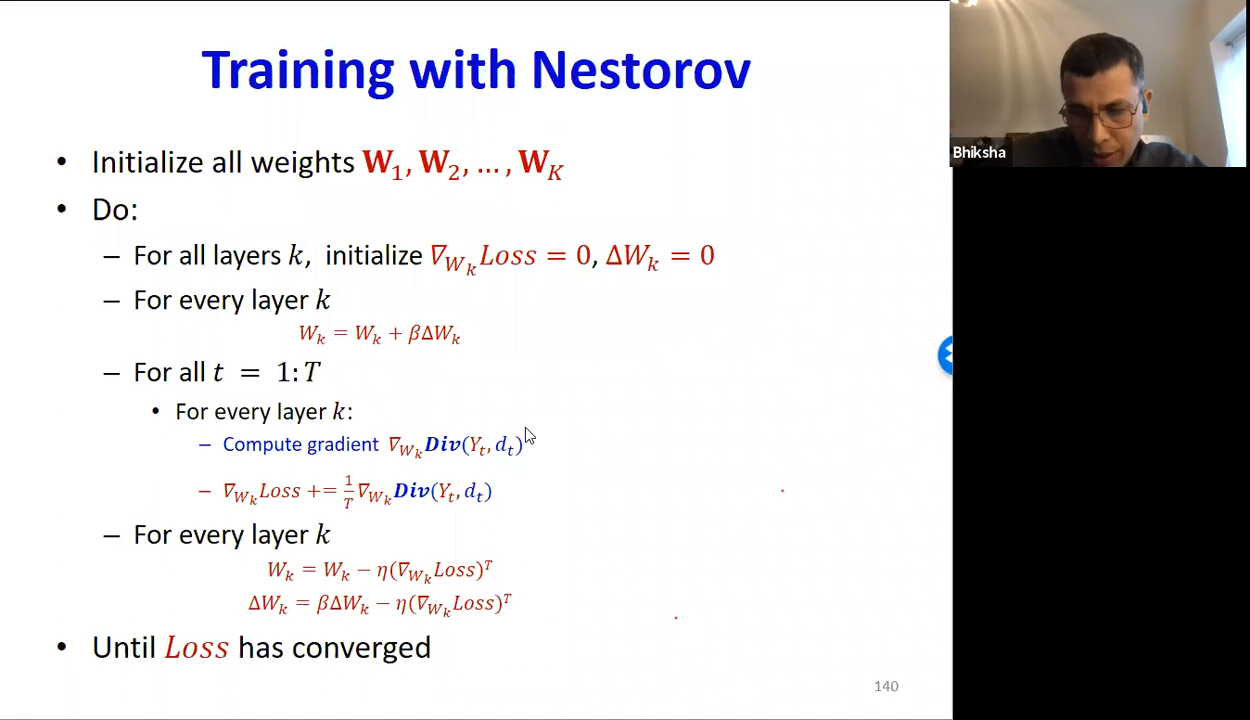 Training with Nestorov
• Initialize all weights W₁, W₂, … , W_K
• Do:
– For all layers k, initialize ∇_{W_k}Loss = 0, ΔW_k = 0
– For every layer k
W_k = W_k + βΔW_k
– For all t = 1: T
• For every layer k:
– Compute gradient ∇_{W_k}Div(Y_t, d_t)
– ∇_{W_k}Loss += 1/T ∇_{W_k}Div(Y_t, d_t)
– For every layer k
W_k = W_k − η(∇_{W_k}Loss)^T
ΔW_k = βΔW_k − η(∇_{W_k}Loss)^T
• Until Loss has converged
140
Bhiksha